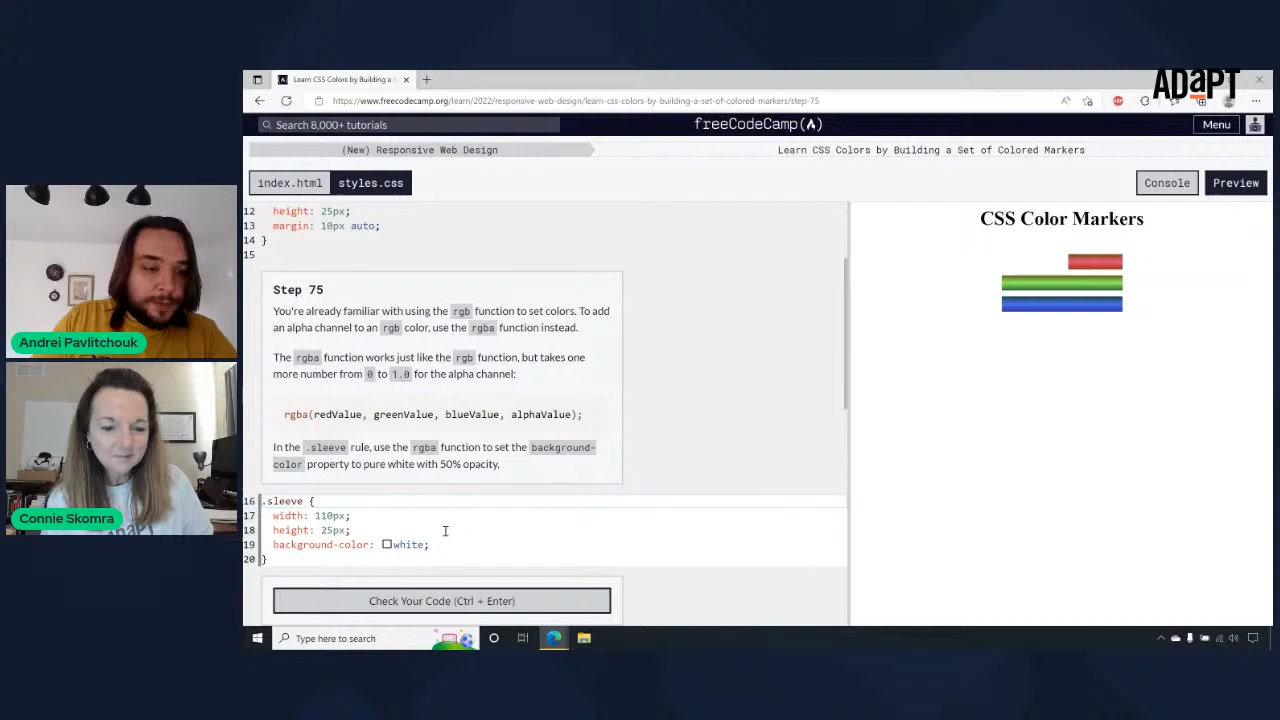 ADaPT
Learn CSS Colors by Building a S
https://www.freecodecamp.org/learn/2022/responsive-web-design/learn-css-colors-by-building-a-set-of-colored-markers/step-75
Search 8,000+ tutorials
freeCodeCamp
Menu
(New) Responsive Web Design
Learn CSS Colors by Building a Set of Colored Markers
index.html
styles.css
Console
Preview
12 height: 25px;
13 margin: 10px auto;
14 }
15
Step 75
You're already familiar with using the rgb function to set colors. To add
an alpha channel to an rgb color, use the rgba function instead.
The rgba function works just like the rgb function, but takes one
more number from 0 to 1.0 for the alpha channel:
rgba(redValue, greenValue, blueValue, alphaValue);
In the .sleeve rule, use the rgba function to set the background-
color property to pure white with 50% opacity.
16 .sleeve {
17 width: 110px;
18 height: 25px;
19 background-color: white;
20 }
Check Your Code (Ctrl + Enter)
CSS Color Markers
Andrei Pavlitchouk
Connie Skomra
Type here to search